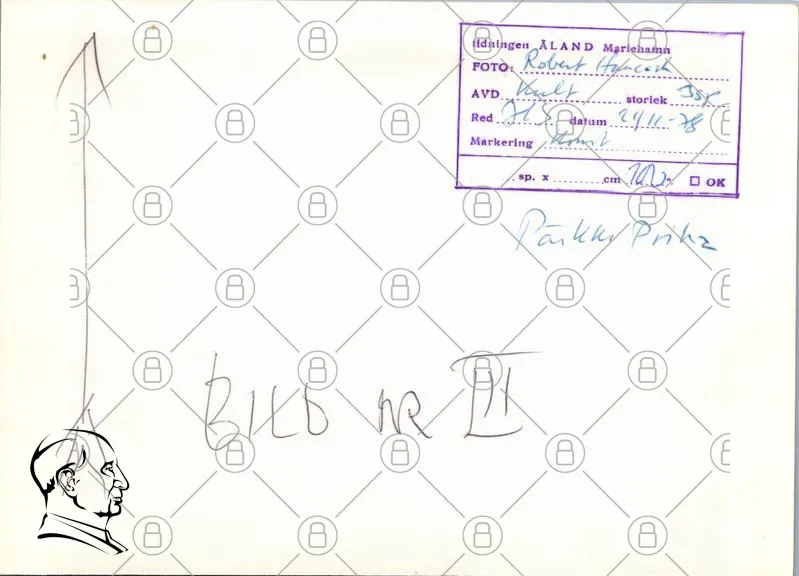 tidningen ÅLAND Mariehamn
FOTO: Robert Hancock
AVD. Kult storlek
Red. datum 24/11-78
Markering Konst
sp. x cm OK
BILD NR III